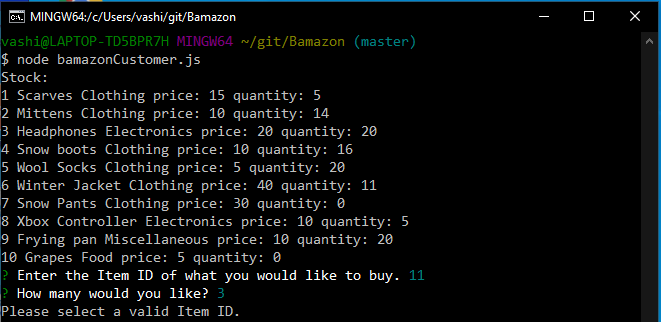 MINGW64:/c/Users/vashi/git/Bamazon
vashi@LAPTOP-TD5BPR7H MINGW64 ~/git/Bamazon (master)
$ node bamazonCustomer.js
Stock:
1 Scarves Clothing price: 15 quantity: 5
2 Mittens Clothing price: 10 quantity: 14
3 Headphones Electronics price: 20 quantity: 20
4 Snow boots Clothing price: 10 quantity: 16
5 Wool Socks Clothing price: 5 quantity: 20
6 Winter Jacket Clothing price: 40 quantity: 11
7 Snow Pants Clothing price: 30 quantity: 0
8 Xbox Controller Electronics price: 10 quantity: 5
9 Frying pan Miscellaneous price: 10 quantity: 20
10 Grapes Food price: 5 quantity: 0
? Enter the Item ID of what you would like to buy. 11
? How many would you like? 3
Please select a valid Item ID.